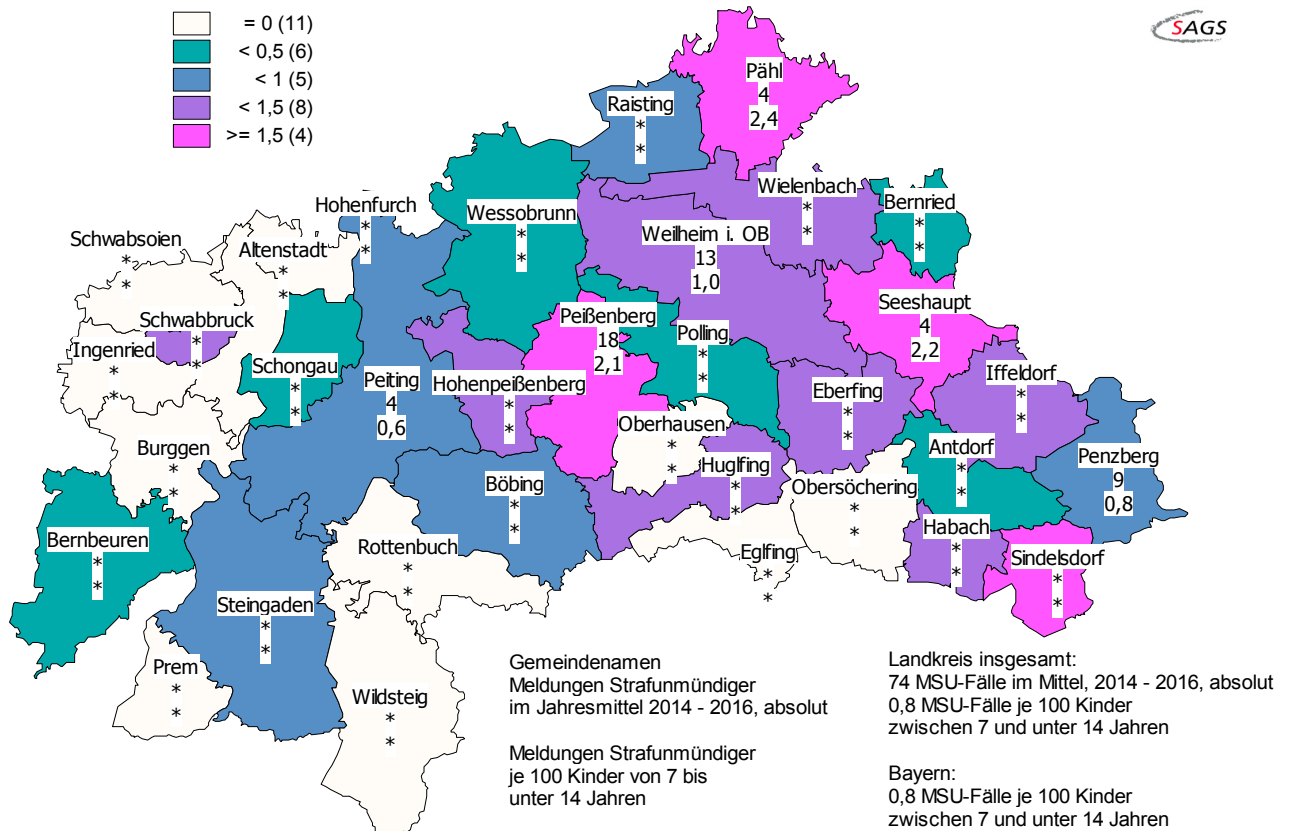 = 0 (11)
< 0,5 (6)
< 1 (5)
< 1,5 (8)
>= 1,5 (4)
SAGS
Pähl
4
2,4
Raisting
*
*
Wielenbach
*
*
Bernried
*
*
Hohenfurch
*
*
Wessobrunn
*
*
Weilheim i. OB
13
1,0
Schwabsoien
*
*
Altenstadt
*
*
Seeshaupt
4
2,2
Schwabbruck
*
*
Peißenberg
18
2,1
Polling
*
*
Ingenried
*
*
Schongau
*
*
Peiting
4
0,6
Hohenpeißenberg
*
*
Eberfing
*
*
Iffeldorf
*
*
Oberhausen
*
*
Burggen
*
*
Antdorf
*
*
Penzberg
9
0,8
Huglfing
*
*
Böbing
*
*
Obersöchering
*
*
Habach
*
*
Bernbeuren
*
*
Rottenbuch
*
*
Eglfing
*
*
Sindelsdorf
*
*
Steingaden
*
*
Prem
*
*
Wildsteig
*
*
Gemeindenamen
Meldungen Strafunmündiger
im Jahresmittel 2014 - 2016, absolut
Meldungen Strafunmündiger
je 100 Kinder von 7 bis
unter 14 Jahren
Landkreis insgesamt:
74 MSU-Fälle im Mittel, 2014 - 2016, absolut
0,8 MSU-Fälle je 100 Kinder
zwischen 7 und unter 14 Jahren
Bayern:
0,8 MSU-Fälle je 100 Kinder
zwischen 7 und unter 14 Jahren